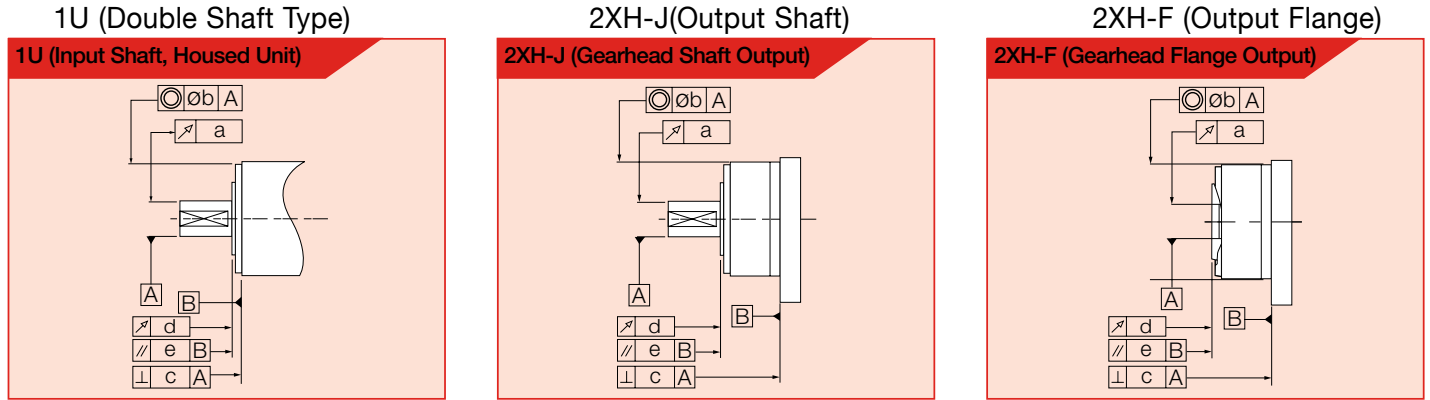 1U (Double Shaft Type)
1U (Input Shaft, Housed Unit)
◎ øb A
↗ a
A
B
↗ d
// e B
⊥ c A
2XH-J(Output Shaft)
2XH-J (Gearhead Shaft Output)
◎ øb A
↗ a
A
B
↗ d
// e B
⊥ c A
2XH-F (Output Flange)
2XH-F (Gearhead Flange Output)
◎ øb A
↗ a
A
B
↗ d
// e B
⊥ c A